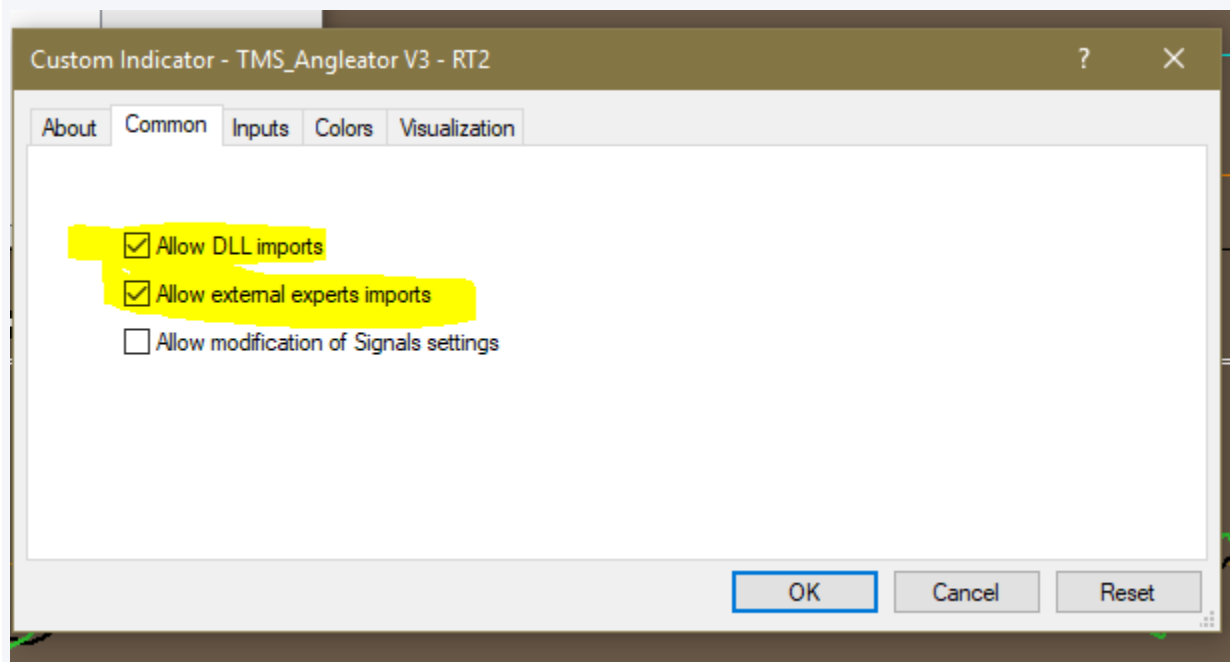 Custom Indicator - TMS_Angleator V3 - RT2 ?
About Common Inputs Colors Visualization
Allow DLL imports
Allow external experts imports
Allow modification of Signals settings
OK Cancel Reset